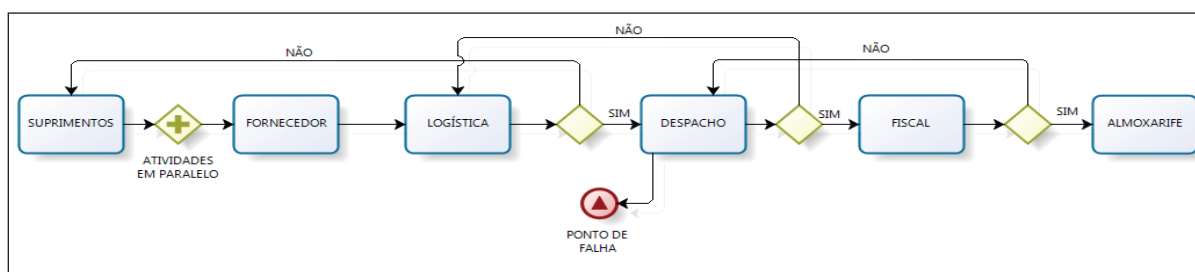 NÃO
NÃO
NÃO
SUPRIMENTOS
ATIVIDADES
EM PARALELO
FORNECEDOR
LOGÍSTICA
SIM
DESPACHO
SIM
FISCAL
SIM
ALMOXARIFE
PONTO DE
FALHA